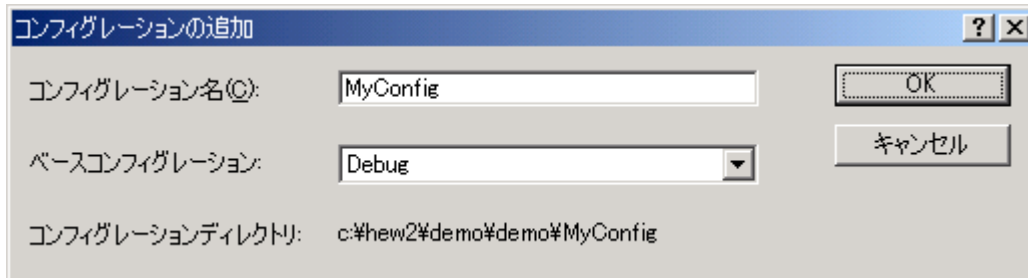 コンフィグレーションの追加
コンフィグレーション名(C): MyConfig
OK
ベースコンフィグレーション: Debug
キャンセル
コンフィグレーションディレクトリ: c:¥hew2¥demo¥demo¥MyConfig